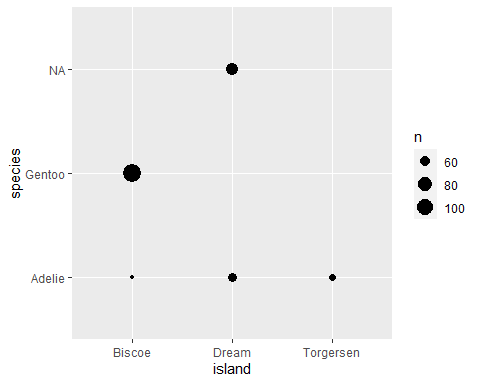 NA
Gentoo
Adelie
species
Biscoe Dream Torgersen
island
n
60
80
100